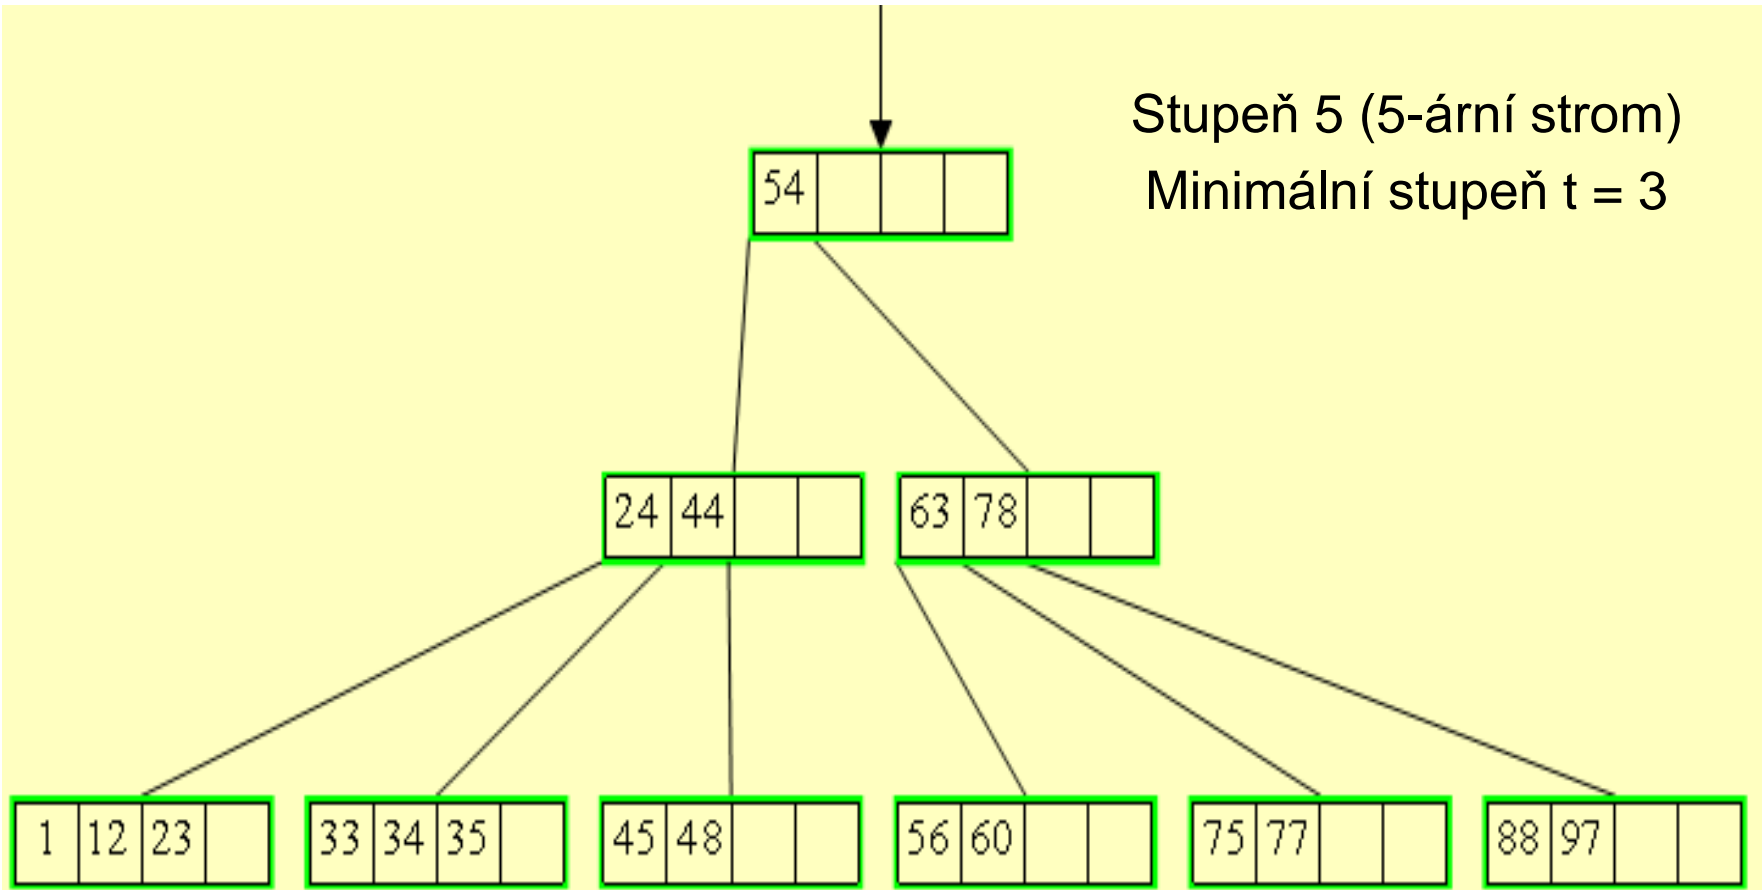 Stupeň 5 (5-ární strom)
Minimální stupeň t = 3
54
24 44
63 78
1 12 23
33 34 35
45 48
56 60
75 77
88 97